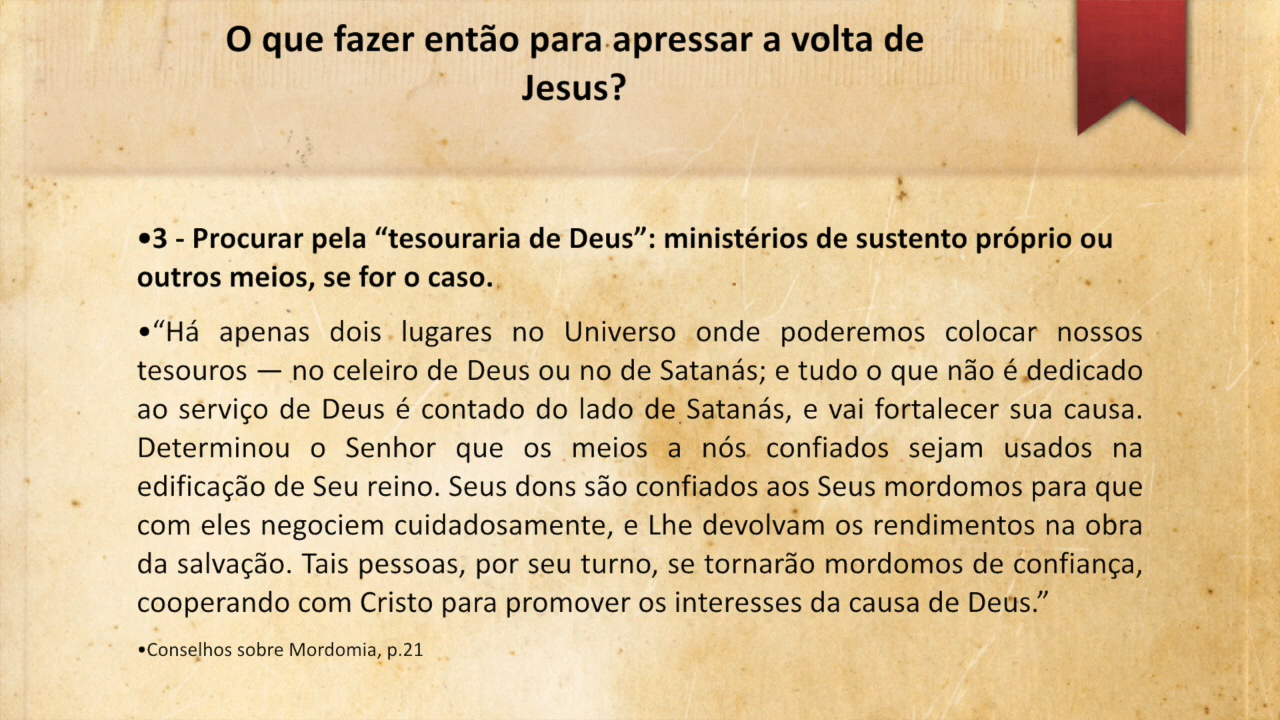 O que fazer então para apressar a volta de
Jesus?
•3 - Procurar pela “tesouraria de Deus”: ministérios de sustento próprio ou
outros meios, se for o caso.
•“Há apenas dois lugares no Universo onde poderemos colocar nossos
tesouros — no celeiro de Deus ou no de Satanás; e tudo o que não é dedicado
ao serviço de Deus é contado do lado de Satanás, e vai fortalecer sua causa.
Determinou o Senhor que os meios a nós confiados sejam usados na
edificação de Seu reino. Seus dons são confiados aos Seus mordomos para que
com eles negociem cuidadosamente, e Lhe devolvam os rendimentos na obra
da salvação. Tais pessoas, por seu turno, se tornarão mordomos de confiança,
cooperando com Cristo para promover os interesses da causa de Deus.”
•Conselhos sobre Mordomia, p.21